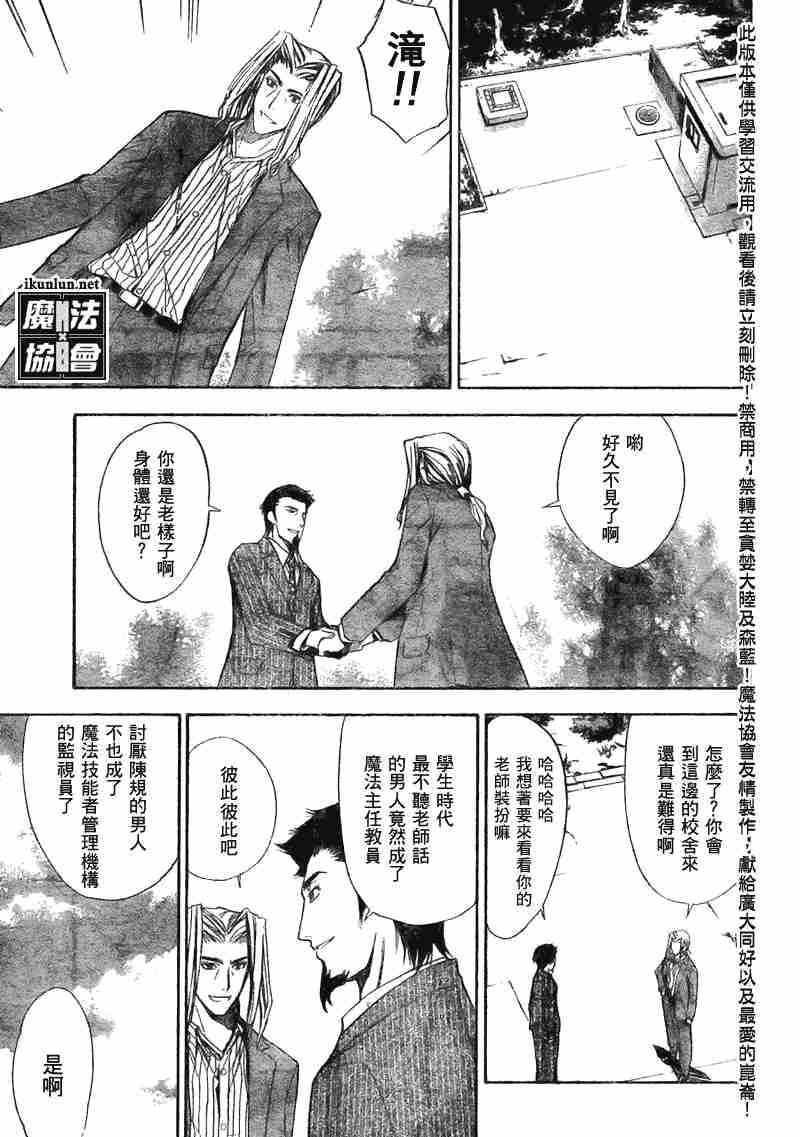 滝!!
ikunlun.net
魔法
M×B
協會
喲
好久不見了啊
你還是老樣子啊
身體還好吧?
怎麼了?你會
到這邊的校舍來
還真是難得啊
哈哈哈哈
我想著要來看看你的
老師裝扮嘛
學生時代
最不聽老師話
的男人竟然成了
魔法主任教員
彼此彼此吧
討厭陳規的男人
不也成了
魔法技能者管理機構
的監視員了
是啊
此版本僅供學習交流用,觀看後請立刻刪除!禁商用,禁轉至貪婪大陸及森藍!魔法協會友情製作,獻給廣大同好以及最愛的崑崙!